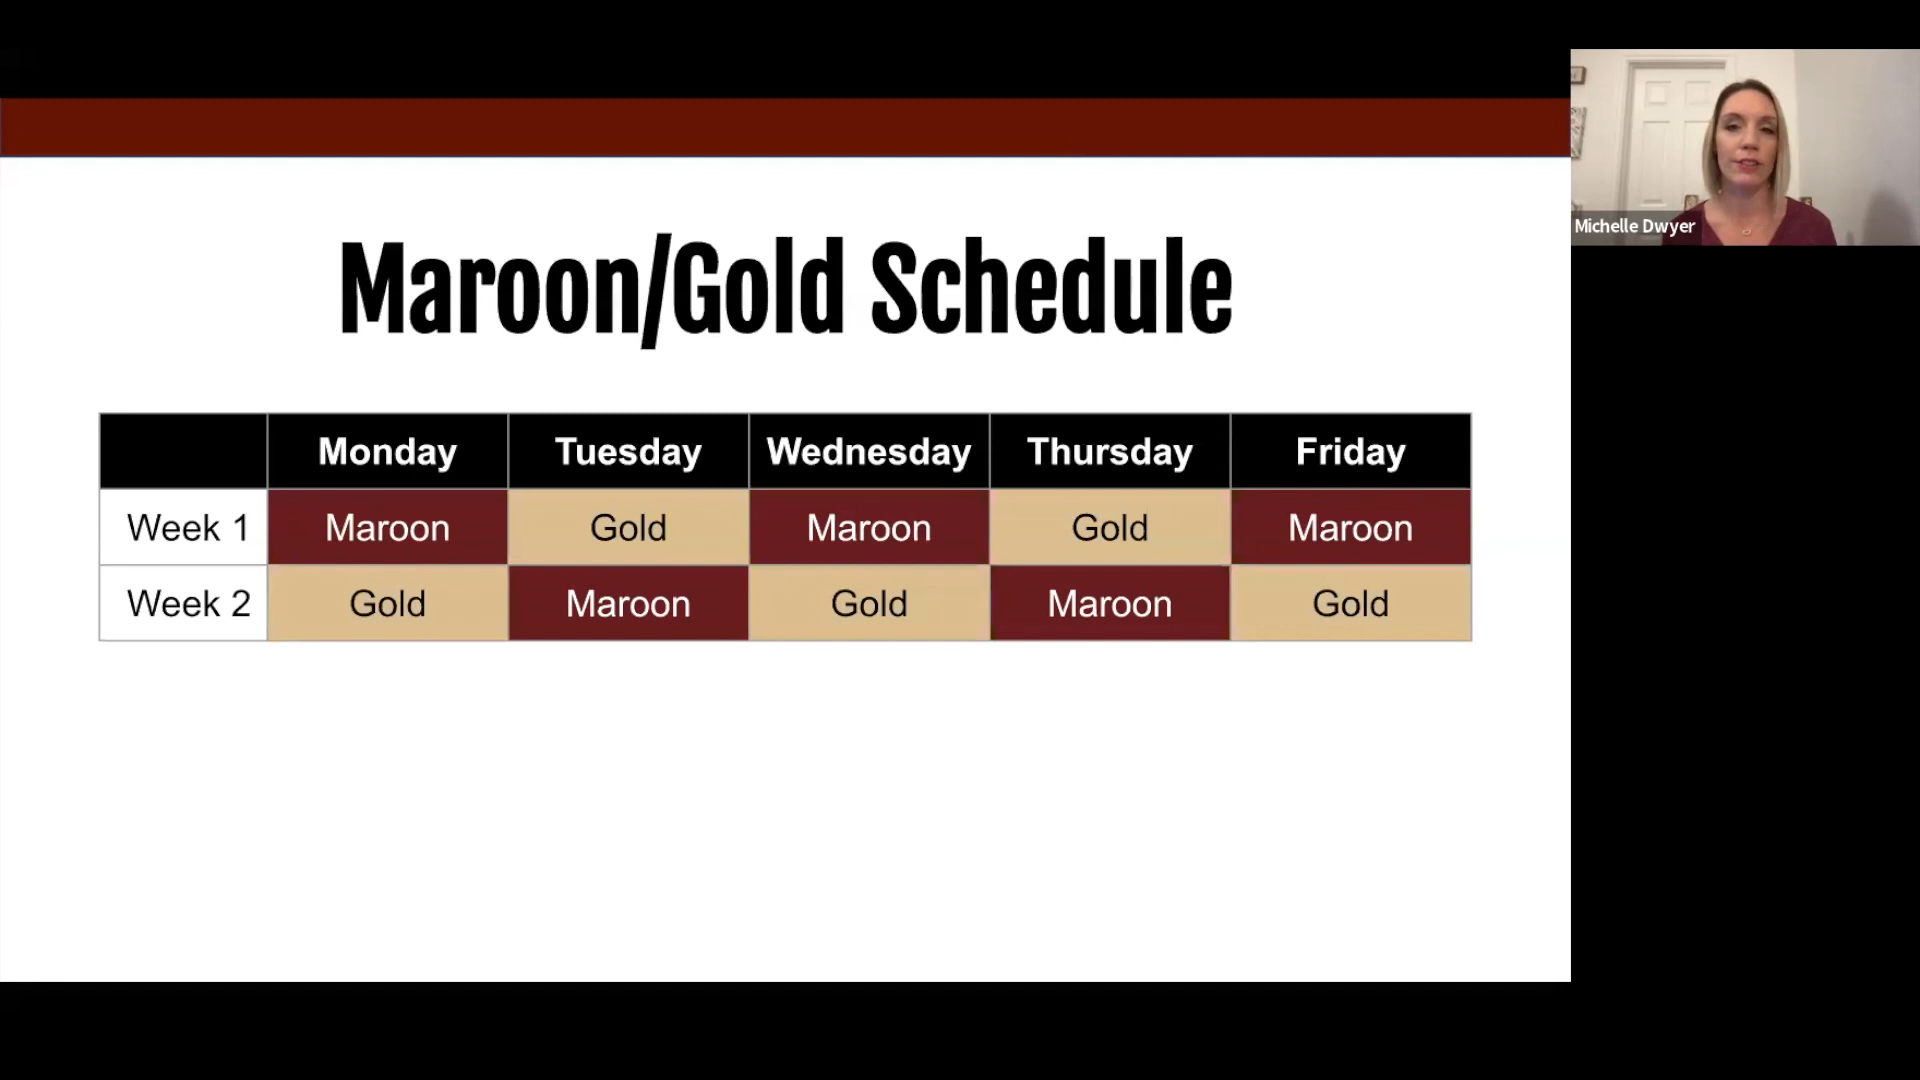 Michelle Dwyer
Maroon/Gold Schedule
Monday Tuesday Wednesday Thursday Friday
Week 1 Maroon Gold Maroon Gold Maroon
Week 2 Gold Maroon Gold Maroon Gold